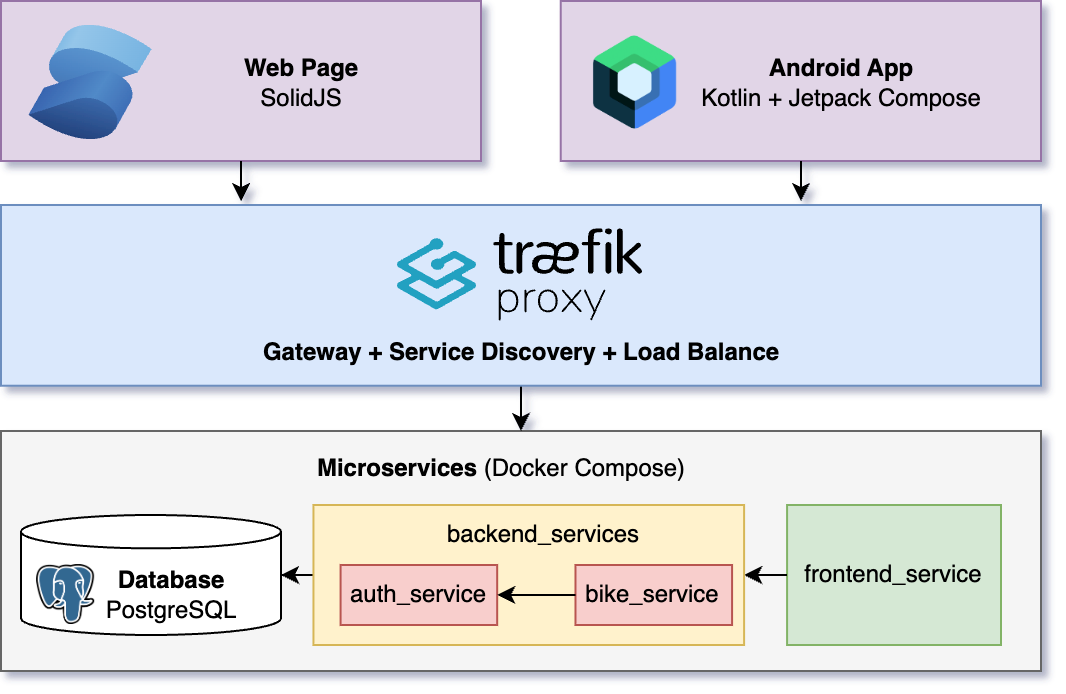 Web Page
SolidJS
Android App
Kotlin + Jetpack Compose
træfik
proxy
Gateway + Service Discovery + Load Balance
Microservices (Docker Compose)
Database
PostgreSQL
backend_services
auth_service
bike_service
frontend_service